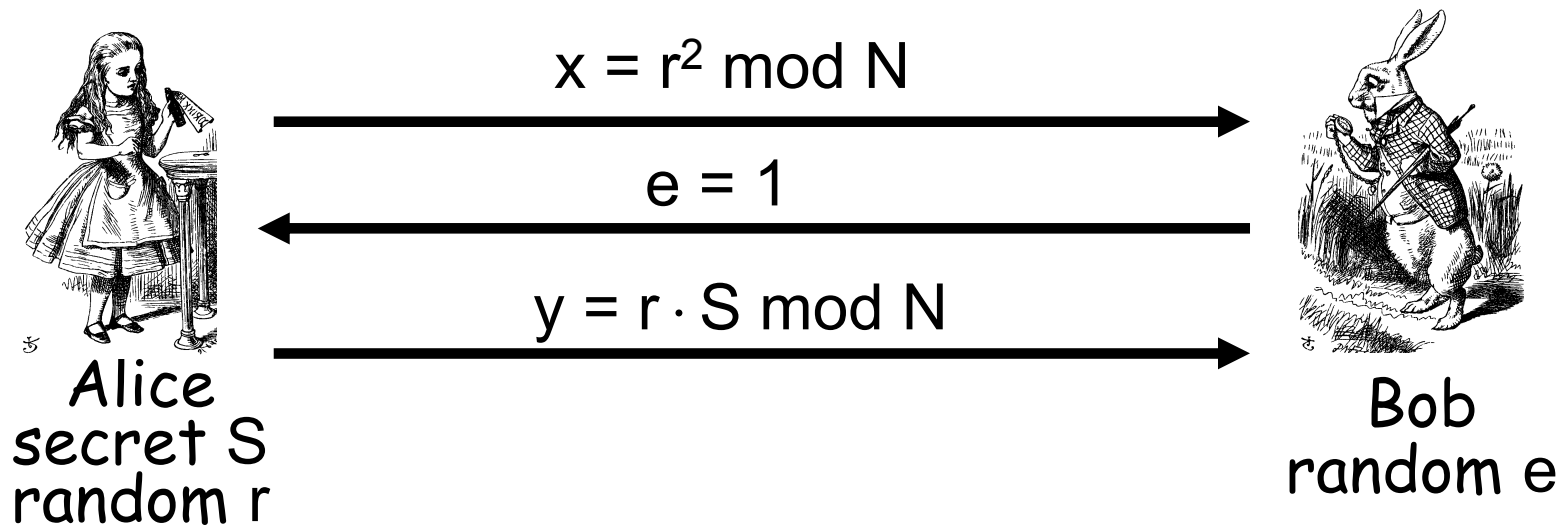 x = r² mod N
e = 1
y = r · S mod N
Alice
secret S
random r
Bob
random e